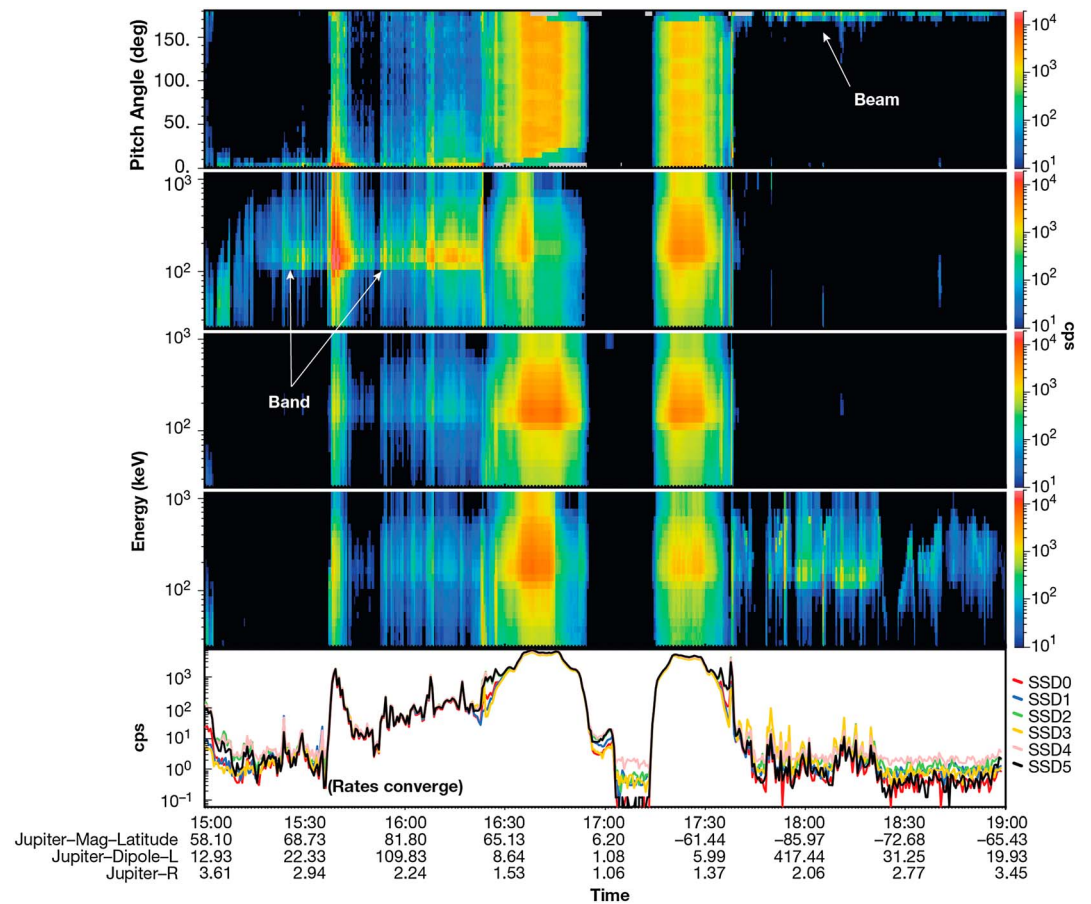 Pitch Angle (deg)
150.
100.
50.
0.
Beam
10⁴
10³
10²
10¹
10³
10²
Band
10⁴
10³
10²
10¹
cps
Energy (keV)
10³
10²
10⁴
10³
10²
10¹
10³
10²
10⁴
10³
10²
10¹
cps
10³
10²
10¹
10⁰
10⁻¹
(Rates converge)
SSD0
SSD1
SSD2
SSD3
SSD4
SSD5
15:00 15:30 16:00 16:30 17:00 17:30 18:00 18:30 19:00
Jupiter–Mag–Latitude 58.10 68.73 81.80 65.13 6.20 −61.44 −85.97 −72.68 −65.43
Jupiter–Dipole–L 12.93 22.33 109.83 8.64 1.08 5.99 417.44 31.25 19.93
Jupiter–R 3.61 2.94 2.24 1.53 1.06 1.37 2.06 2.77 3.45
Time